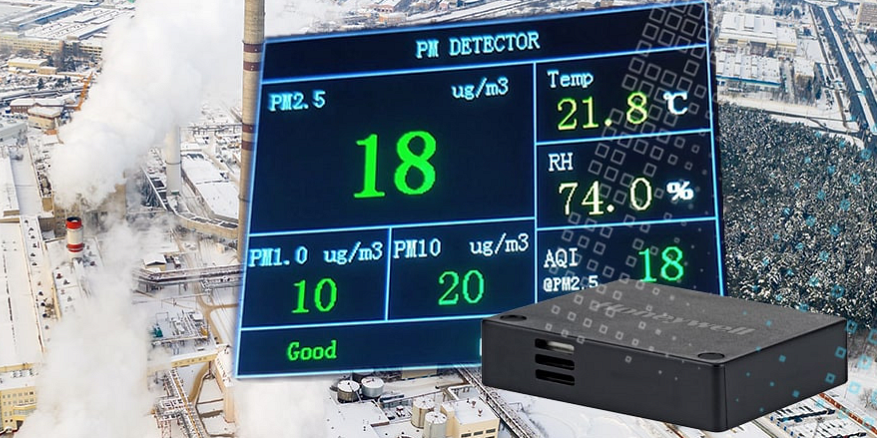 PM DETECTOR
PM2.5 ug/m3
18
Temp
21.8 ℃
RH
74.0 %
PM1.0 ug/m3
10
PM10 ug/m3
20
AQI
@PM2.5
18
Good
Honeywell